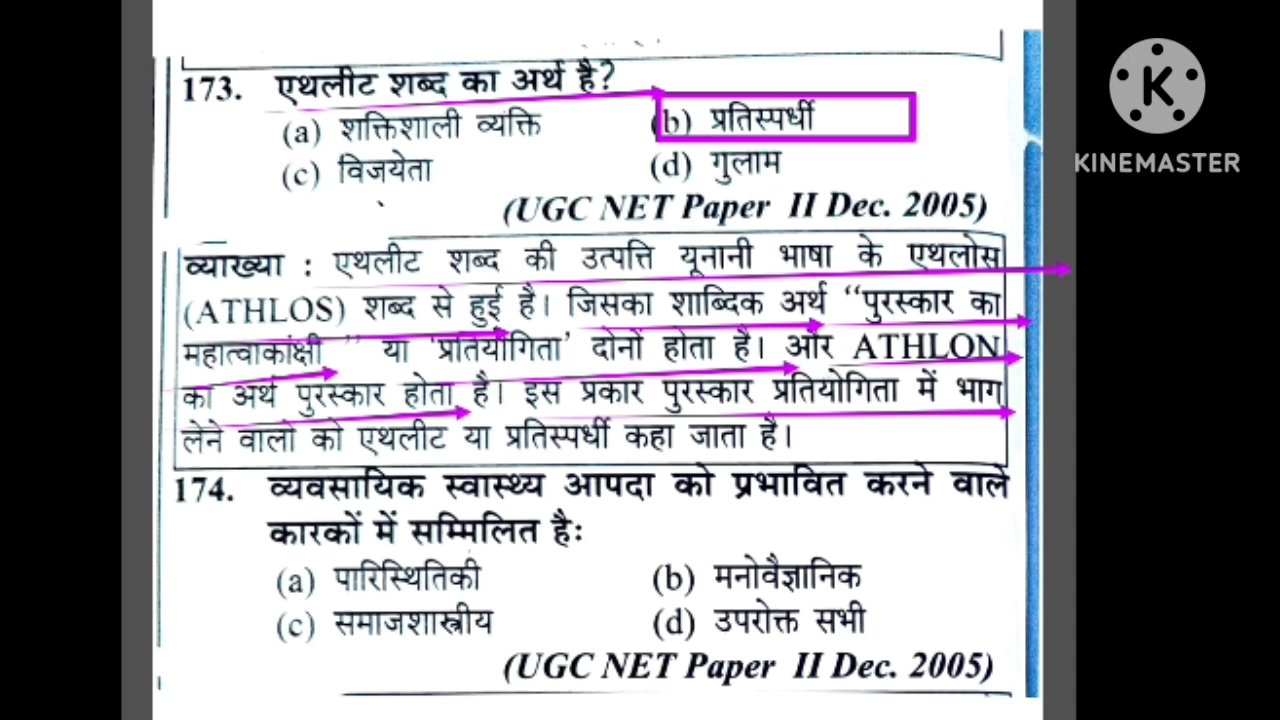 173. एथलीट शब्द का अर्थ है?
(a) शक्तिशाली व्यक्ति (b) प्रतिस्पर्धी
(c) विजयेता (d) गुलाम
(UGC NET Paper II Dec. 2005)
व्याख्या : एथलीट शब्द की उत्पत्ति यूनानी भाषा के एथलोस
(ATHLOS) शब्द से हुई है। जिसका शाब्दिक अर्थ “पुरस्कार का
महात्वाकांक्षी ” या 'प्रतियोगिता' दोनों होता है। और ATHLON
का अर्थ पुरस्कार होता है। इस प्रकार पुरस्कार प्रतियोगिता में भाग
लेने वालो को एथलीट या प्रतिस्पर्धी कहा जाता है।
174. व्यवसायिक स्वास्थ्य आपदा को प्रभावित करने वाले
कारकों में सम्मिलित है:
(a) पारिस्थितिकी (b) मनोवैज्ञानिक
(c) समाजशास्त्रीय (d) उपरोक्त सभी
(UGC NET Paper II Dec. 2005)
K
KINEMASTER